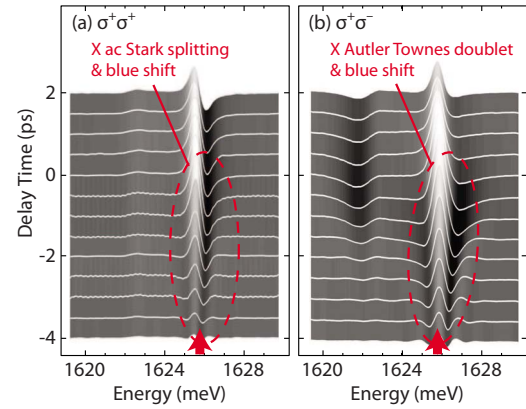 (a) σ⁺σ⁺
X ac Stark splitting
& blue shift
(b) σ⁺σ⁻
X Autler Townes doublet
& blue shift
Delay Time (ps)
2
0
-2
-4
1620 1624 1628
Energy (meV)
1620 1624 1628
Energy (meV)